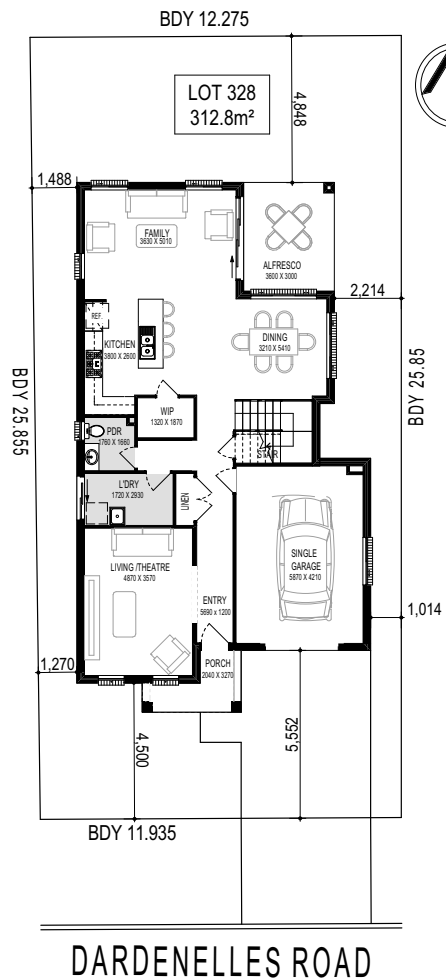 BDY 12.275
LOT 328
312.8m²
4,848
1,488
FAMILY
3630 X 5010
ALFRESCO
3600 X 3000
2,214
REF.
KITCHEN
3800 X 2600
DINING
3210 X 5410
BDY 25.855
BDY 25.85
WIP
1320 X 1870
PDR
1760 X 1660
STAIR
L'DRY
1720 X 2930
LINEN
LIVING /THEATRE
4870 X 3570
SINGLE
GARAGE
5870 X 4210
ENTRY
5690 x 1200
1,014
PORCH
2040 X 3270
1,270
4,500
5,552
BDY 11.935
DARDENELLES ROAD